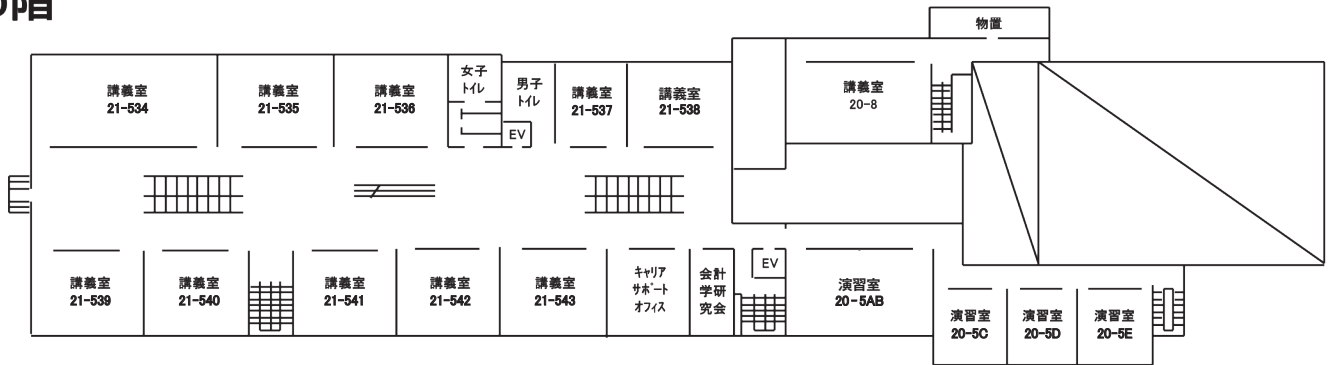 階
物置
講義室
21-534
講義室
21-535
講義室
21-536
女子
トイレ
男子
トイレ
EV
講義室
21-537
講義室
21-538
講義室
20-8
講義室
21-539
講義室
21-540
講義室
21-541
講義室
21-542
講義室
21-543
キャリア
サポート
オフィス
会計
学研
究会
EV
演習室
20-5AB
演習室
20-5C
演習室
20-5D
演習室
20-5E